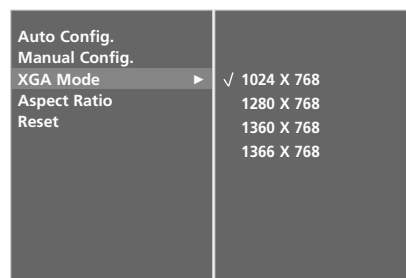 Auto Config.
Manual Config.
XGA Mode ►
Aspect Ratio
Reset
√ 1024 X 768
1280 X 768
1360 X 768
1366 X 768